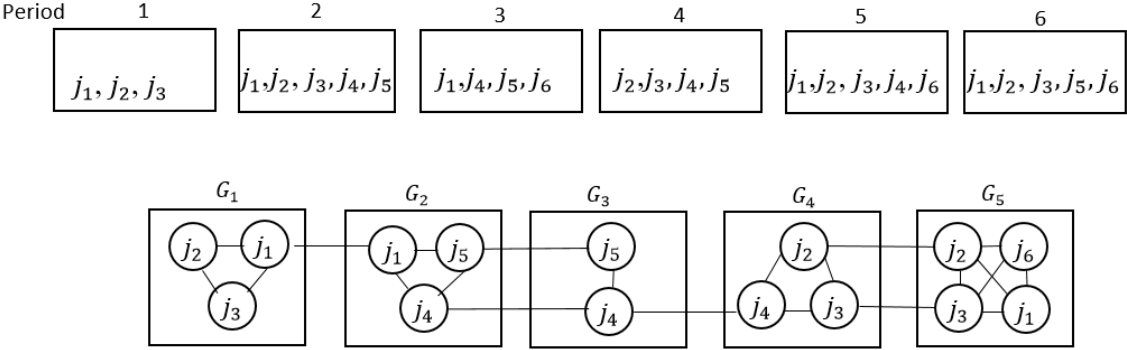 Period 1 2 3 4 5 6
j₁, j₂, j₃ j₁,j₂, j₃,j₄,j₅ j₁,j₄,j₅,j₆ j₂,j₃,j₄,j₅ j₁,j₂, j₃,j₄,j₆ j₁,j₂, j₃,j₅,j₆
G₁ G₂ G₃ G₄ G₅
j₂ j₁ j₁ j₅ j₅ j₂ j₂ j₆
j₃ j₄ j₄ j₄ j₃ j₃ j₁